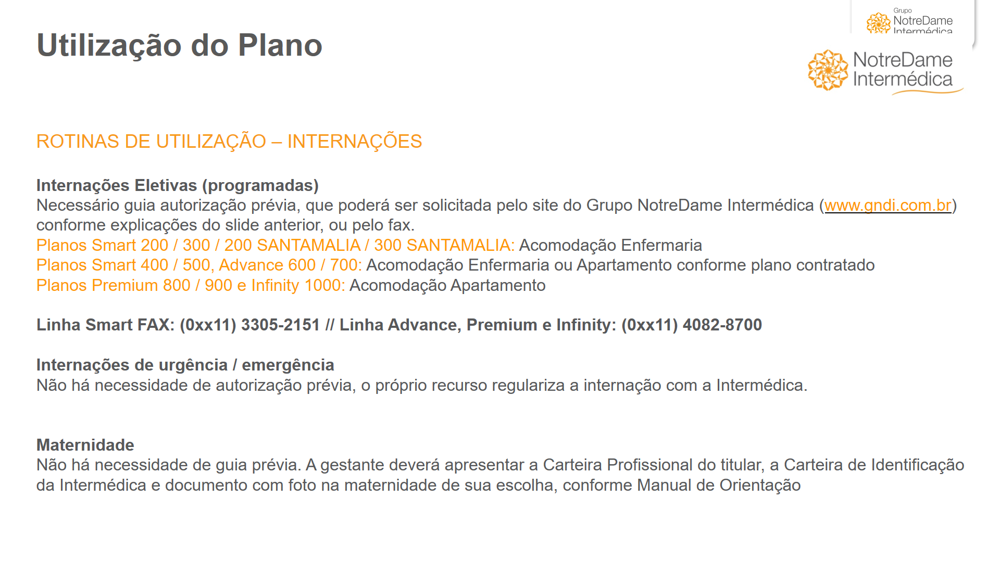 Grupo
NotreDame
Intermédica
Utilização do Plano
NotreDame
Intermédica
ROTINAS DE UTILIZAÇÃO – INTERNAÇÕES
Internações Eletivas (programadas)
Necessário guia autorização prévia, que poderá ser solicitada pelo site do Grupo NotreDame Intermédica (www.gndi.com.br)
conforme explicações do slide anterior, ou pelo fax.
Planos Smart 200 / 300 / 200 SANTAMALIA / 300 SANTAMALIA: Acomodação Enfermaria
Planos Smart 400 / 500, Advance 600 / 700: Acomodação Enfermaria ou Apartamento conforme plano contratado
Planos Premium 800 / 900 e Infinity 1000: Acomodação Apartamento
Linha Smart FAX: (0xx11) 3305-2151 // Linha Advance, Premium e Infinity: (0xx11) 4082-8700
Internações de urgência / emergência
Não há necessidade de autorização prévia, o próprio recurso regulariza a internação com a Intermédica.
Maternidade
Não há necessidade de guia prévia. A gestante deverá apresentar a Carteira Profissional do titular, a Carteira de Identificação
da Intermédica e documento com foto na maternidade de sua escolha, conforme Manual de Orientação